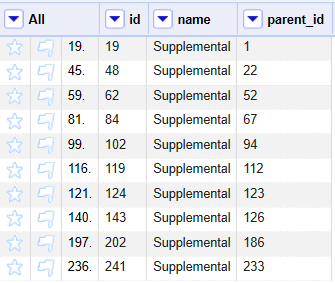 All id name parent_id
19. 19 Supplemental 1
45. 48 Supplemental 22
59. 62 Supplemental 52
81. 84 Supplemental 67
99. 102 Supplemental 94
116. 119 Supplemental 112
121. 124 Supplemental 123
140. 143 Supplemental 126
197. 202 Supplemental 186
236. 241 Supplemental 233